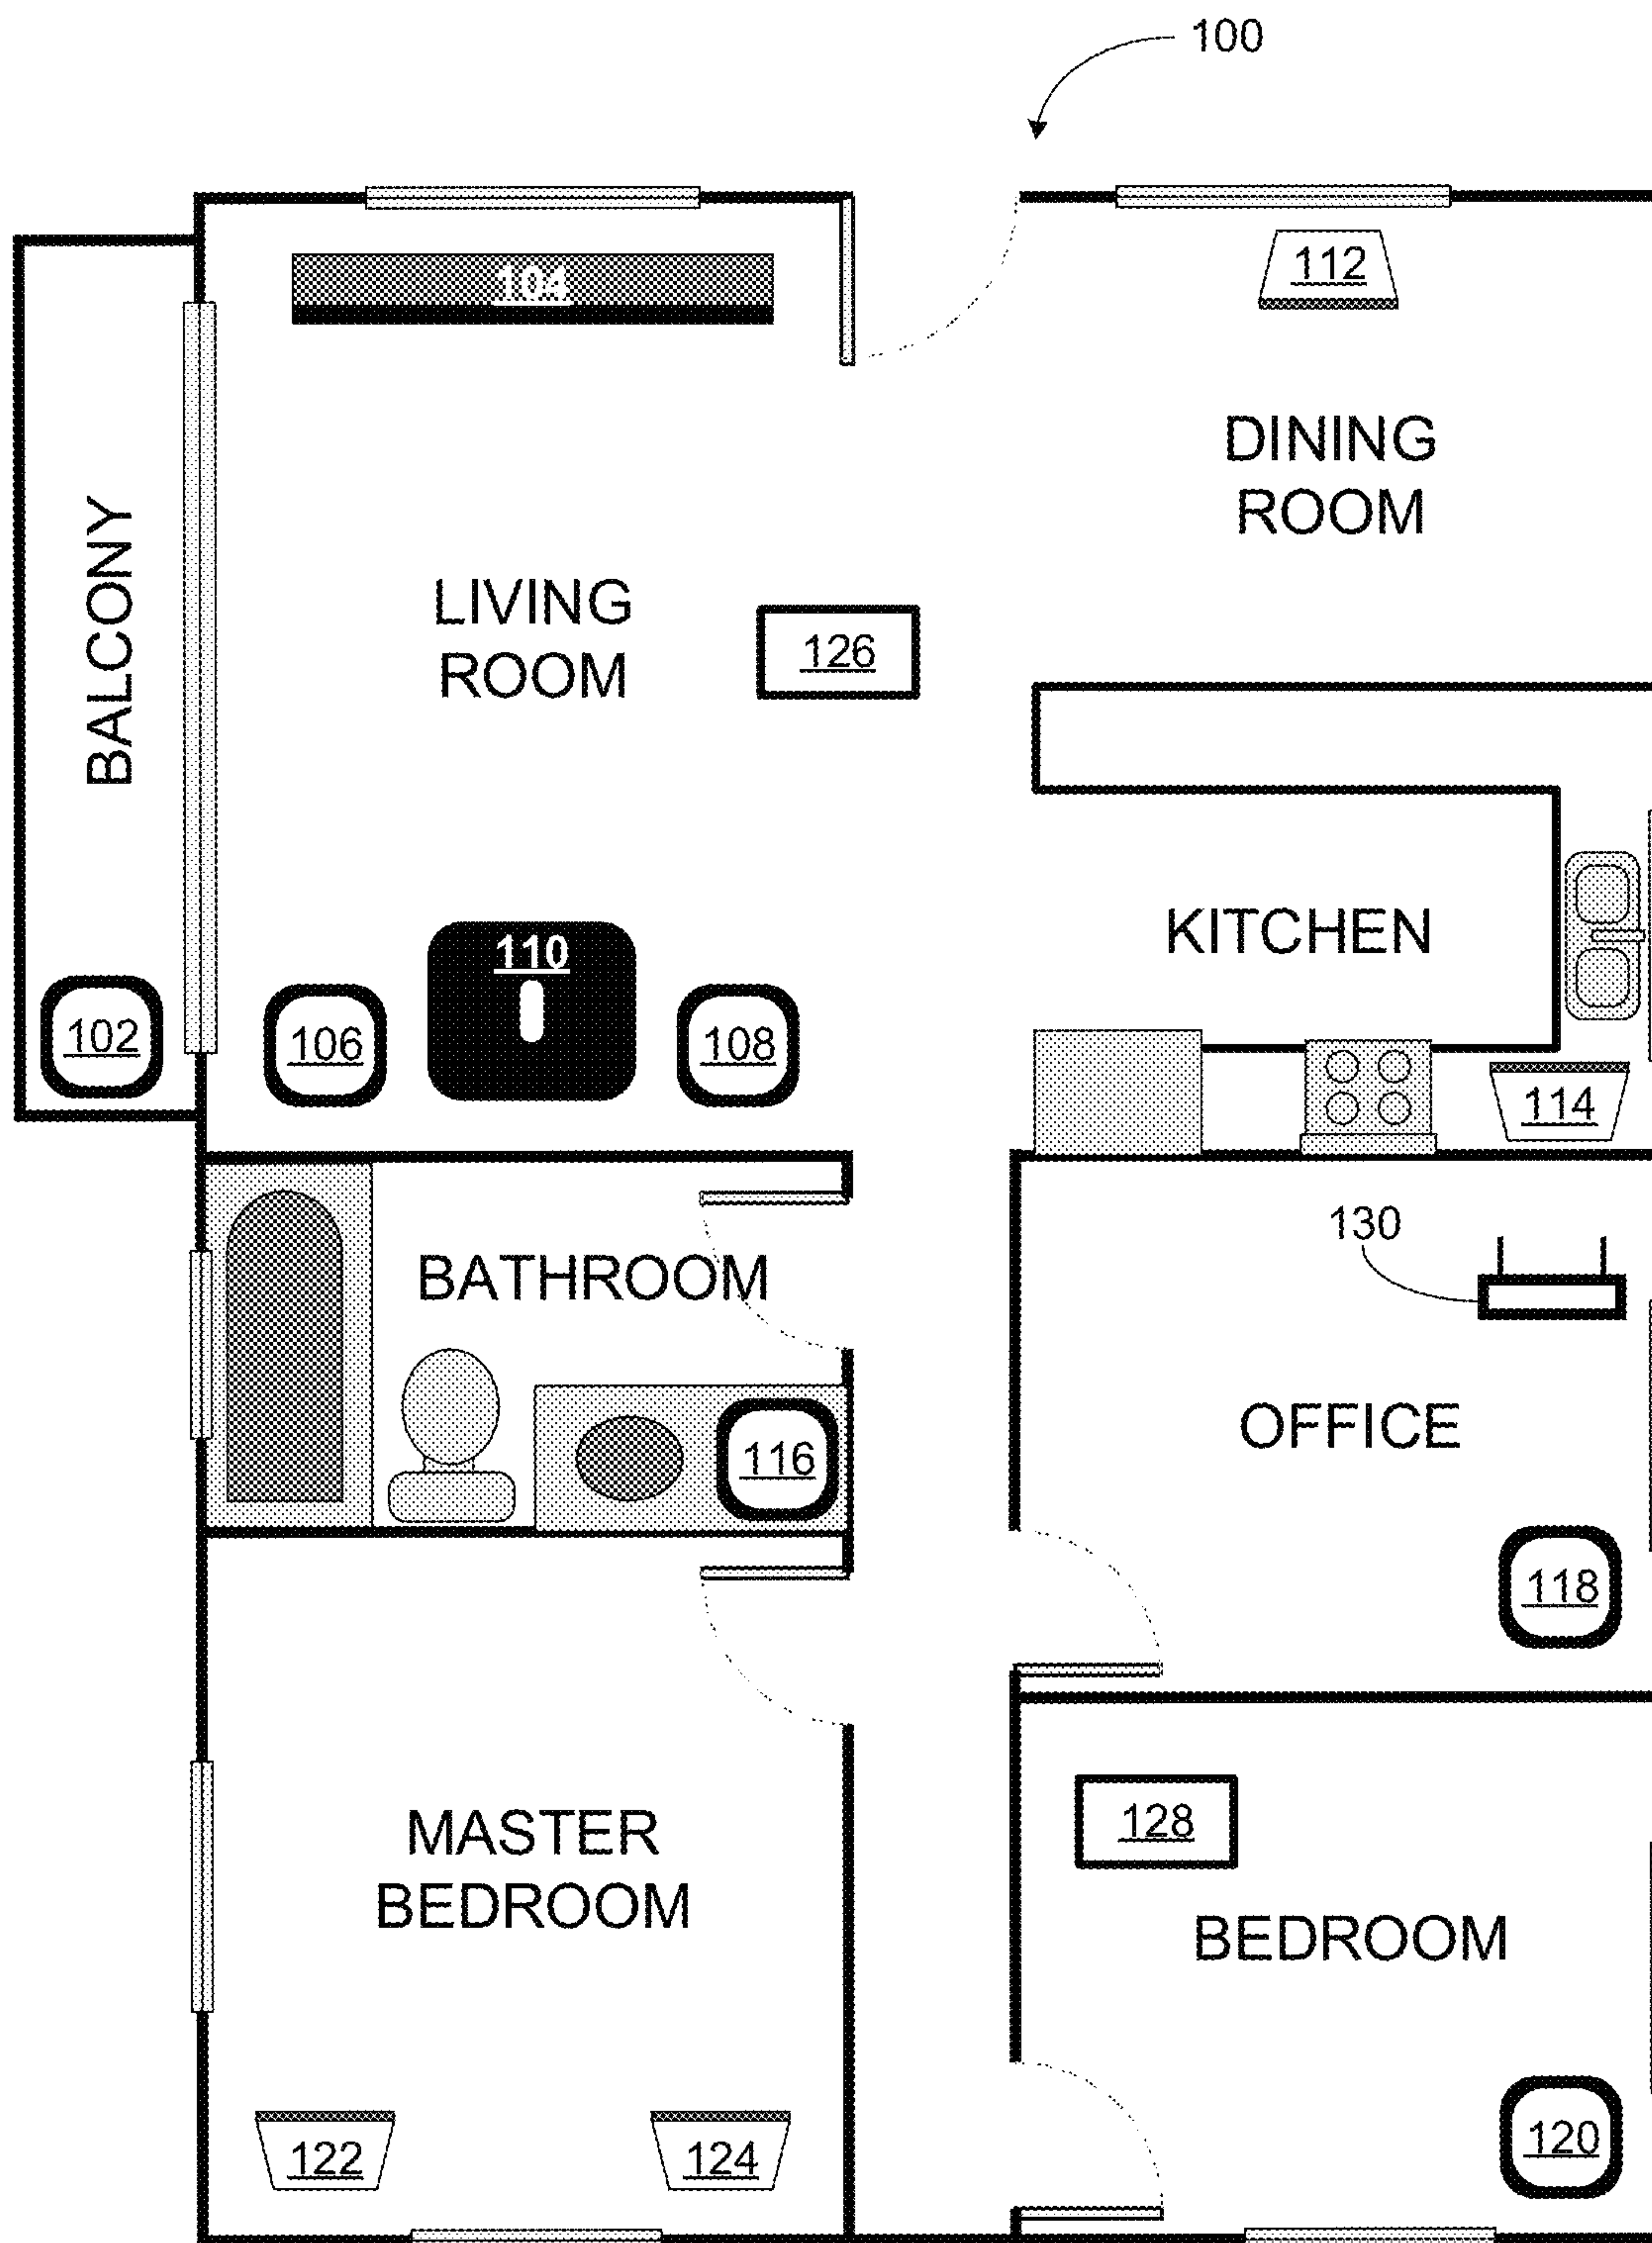 100
104
112
DINING
ROOM
BALCONY
LIVING
ROOM
126
KITCHEN
110
102
106
108
114
130
BATHROOM
OFFICE
116
118
128
MASTER
BEDROOM
BEDROOM
122
124
120